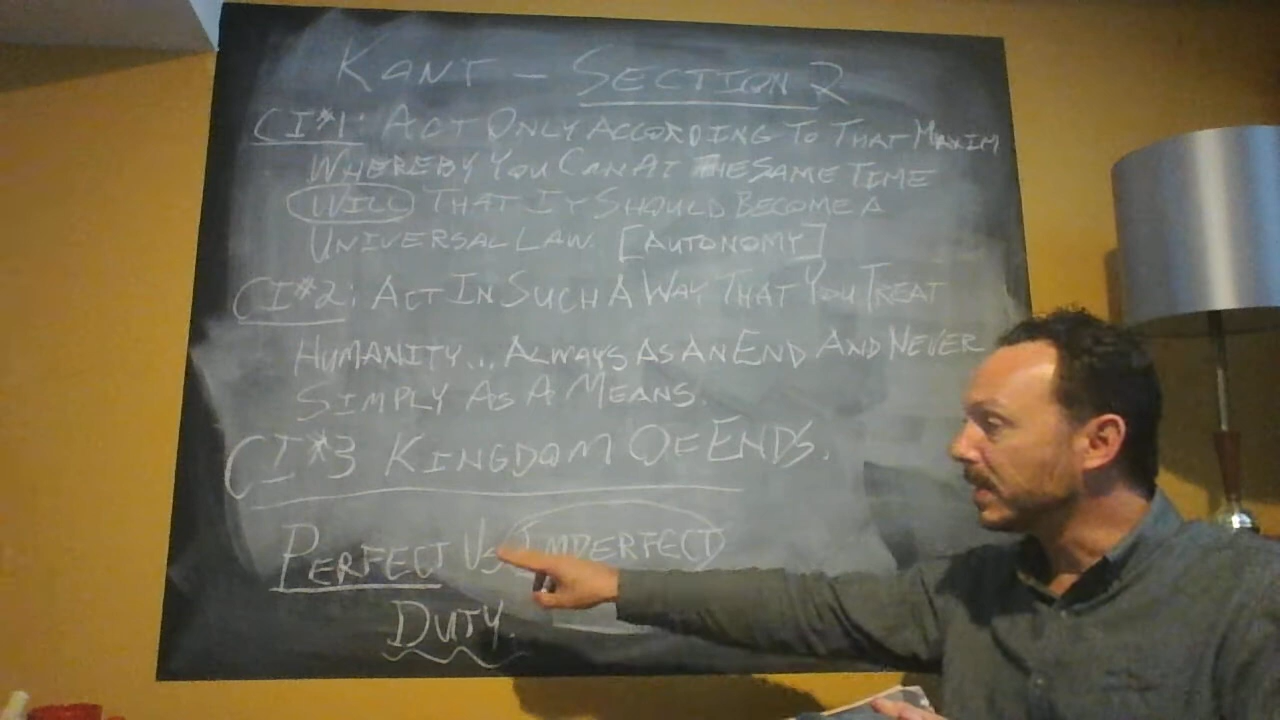 KANT – SECTION 2
CI#1: ACT ONLY ACCORDING TO THAT MAXIM
WHEREBY YOU CAN AT THE SAME TIME
WILL THAT IT SHOULD BECOME A
UNIVERSAL LAW. [AUTONOMY]
CI#2: ACT IN SUCH A WAY THAT YOU TREAT
HUMANITY... ALWAYS AS AN END AND NEVER
SIMPLY AS A MEANS.
CI#3 KINGDOM OF ENDS.
PERFECT VS IMPERFECT
DUTY.